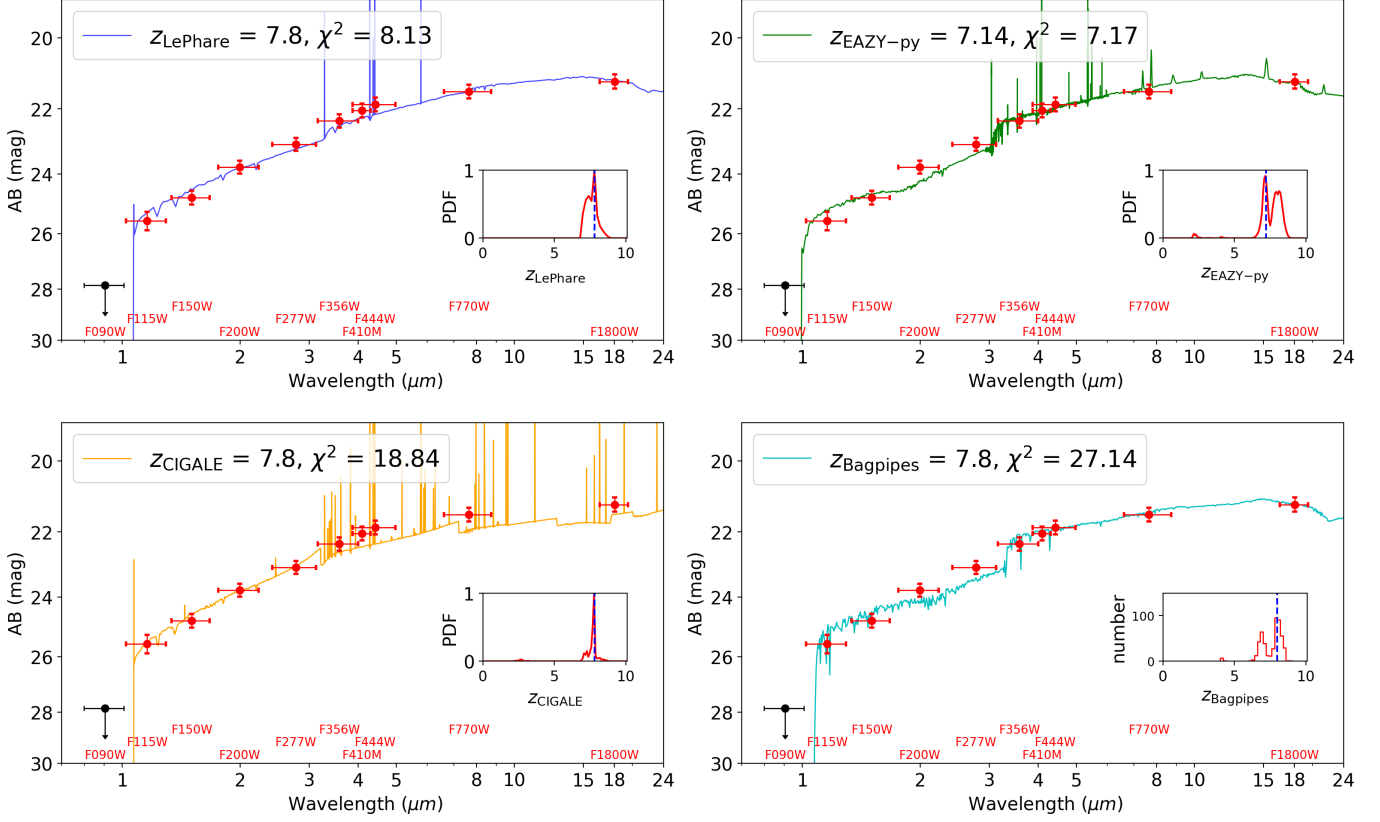 z_LePhare = 7.8, χ² = 8.13
AB (mag)
20
22
24
26
28
30
1 2 3 4 5 8 10 15 18 24
Wavelength (μm)
F090W F115W F150W F200W F277W F356W F410M F444W F770W F1800W
PDF
1
0
0 5 10
z_LePhare
z_EAZY−py = 7.14, χ² = 7.17
AB (mag)
20
22
24
26
28
30
1 2 3 4 5 8 10 15 18 24
Wavelength (μm)
F090W F115W F150W F200W F277W F356W F410M F444W F770W F1800W
PDF
1
0
0 5 10
z_EAZY−py
z_CIGALE = 7.8, χ² = 18.84
AB (mag)
20
22
24
26
28
30
1 2 3 4 5 8 10 15 18 24
Wavelength (μm)
F090W F115W F150W F200W F277W F356W F410M F444W F770W F1800W
PDF
1
0
0 5 10
z_CIGALE
z_Bagpipes = 7.8, χ² = 27.14
AB (mag)
20
22
24
26
28
30
1 2 3 4 5 8 10 15 18 24
Wavelength (μm)
F090W F115W F150W F200W F277W F356W F410M F444W F770W F1800W
number
100
0
0 5 10
z_Bagpipes